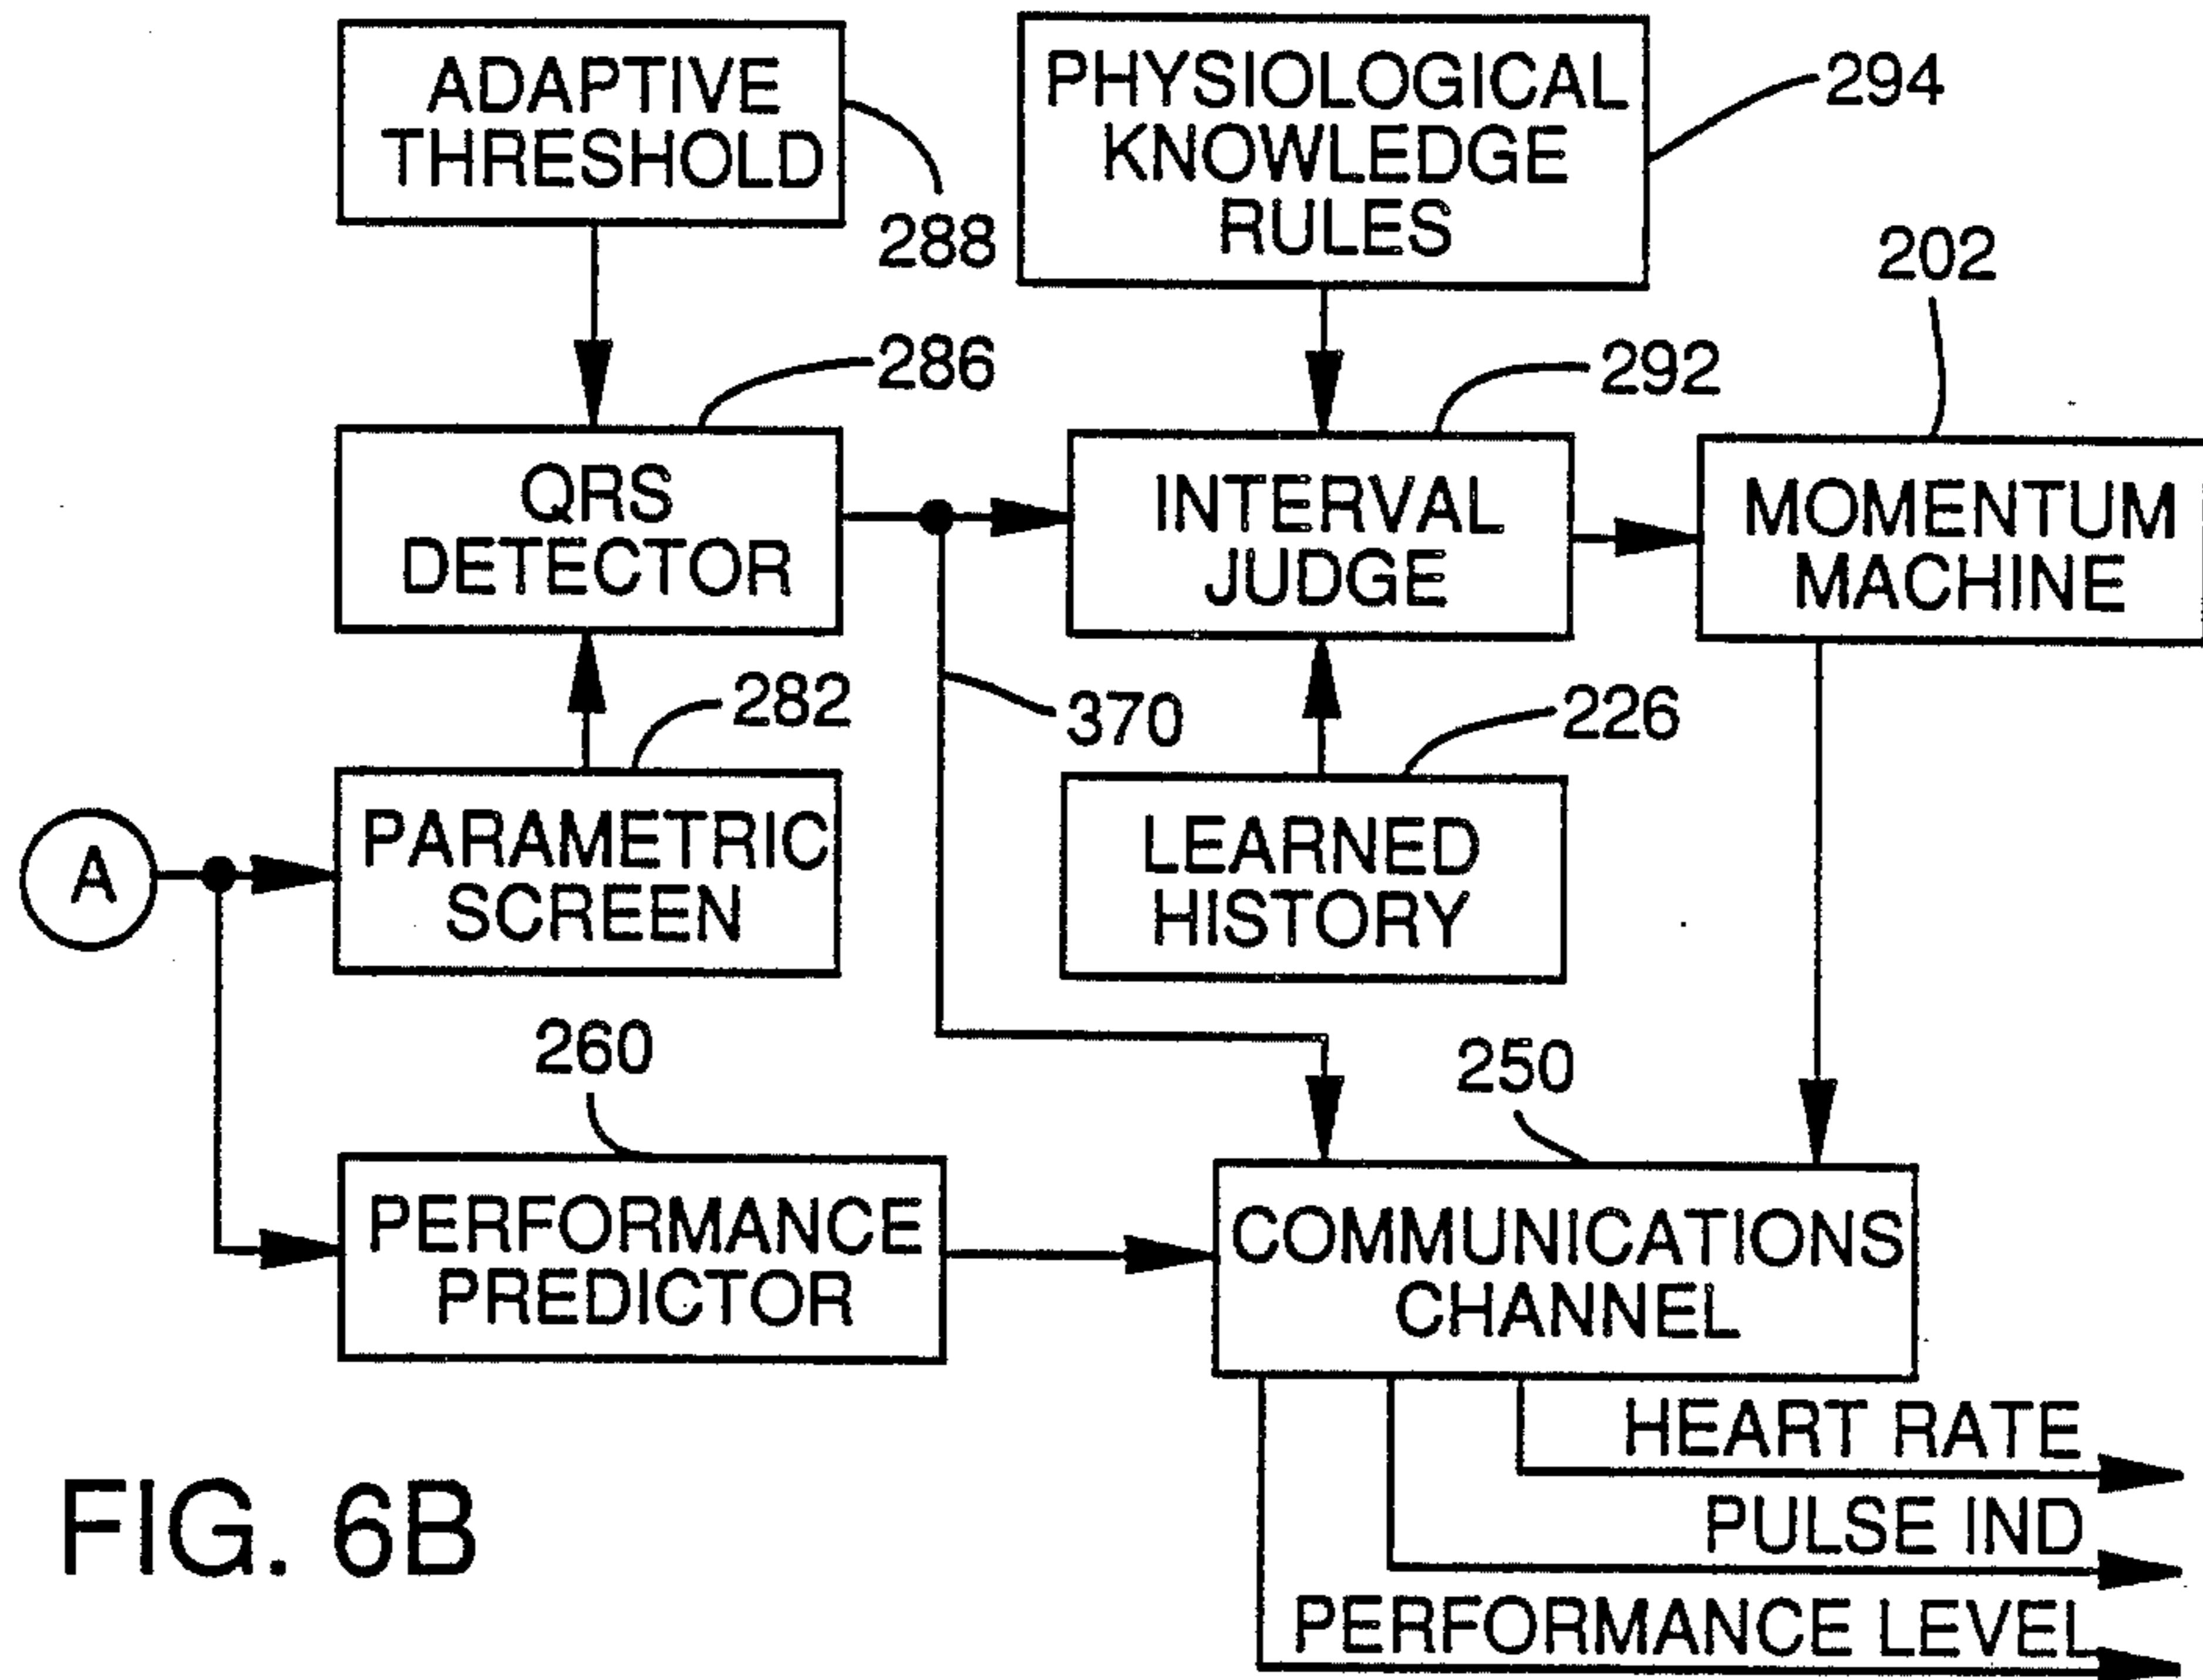 ADAPTIVE
THRESHOLD
288
PHYSIOLOGICAL
KNOWLEDGE
RULES
294
202
286
QRS
DETECTOR
292
INTERVAL
JUDGE
MOMENTUM
MACHINE
282
370
226
A
PARAMETRIC
SCREEN
LEARNED
HISTORY
260
250
PERFORMANCE
PREDICTOR
COMMUNICATIONS
CHANNEL
HEART RATE
PULSE IND
PERFORMANCE LEVEL
FIG. 6B